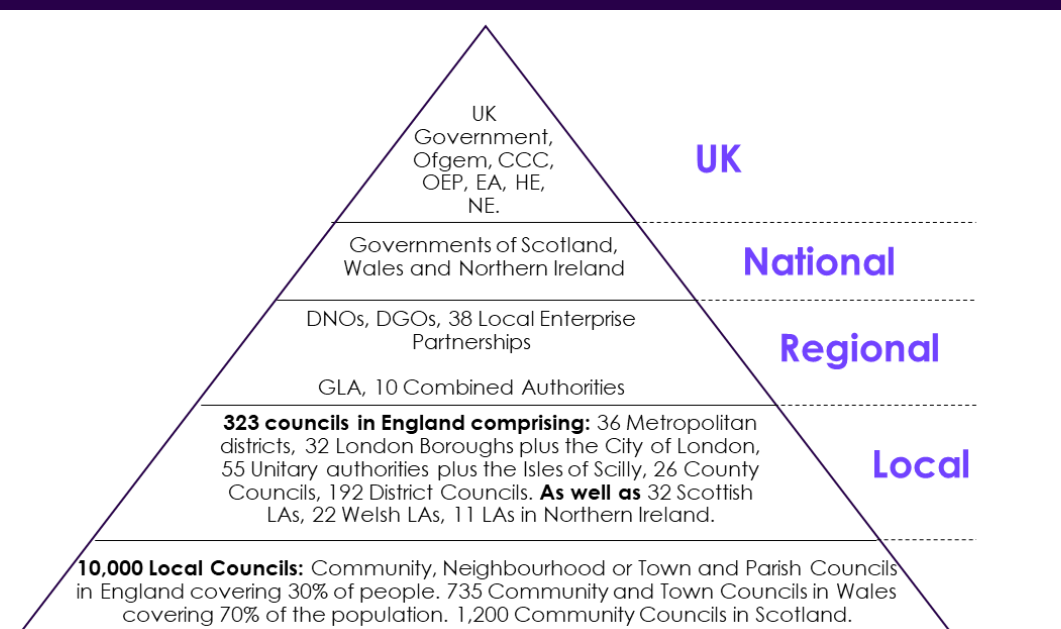 UK
Government,
Ofgem, CCC,
OEP, EA, HE,
NE.
UK
Governments of Scotland,
Wales and Northern Ireland
National
DNOs, DGOs, 38 Local Enterprise
Partnerships
GLA, 10 Combined Authorities
Regional
323 councils in England comprising: 36 Metropolitan
districts, 32 London Boroughs plus the City of London,
55 Unitary authorities plus the Isles of Scilly, 26 County
Councils, 192 District Councils. As well as 32 Scottish
LAs, 22 Welsh LAs, 11 LAs in Northern Ireland.
Local
10,000 Local Councils: Community, Neighbourhood or Town and Parish Councils
in England covering 30% of people. 735 Community and Town Councils in Wales
covering 70% of the population. 1,200 Community Councils in Scotland.